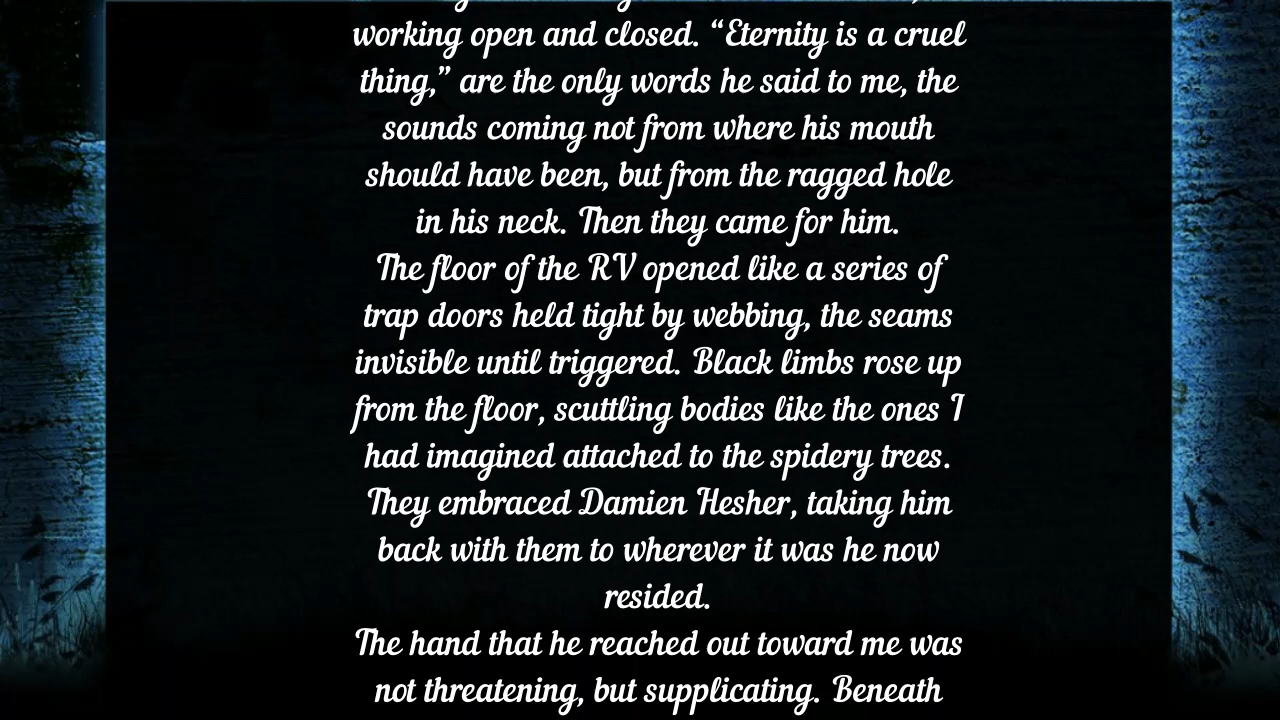 working open and closed. “Eternity is a cruel
thing,” are the only words he said to me, the
sounds coming not from where his mouth
should have been, but from the ragged hole
in his neck. Then they came for him.
The floor of the RV opened like a series of
trap doors held tight by webbing, the seams
invisible until triggered. Black limbs rose up
from the floor, scuttling bodies like the ones I
had imagined attached to the spidery trees.
They embraced Damien Hesher, taking him
back with them to wherever it was he now
resided.
The hand that he reached out toward me was
not threatening, but supplicating. Beneath